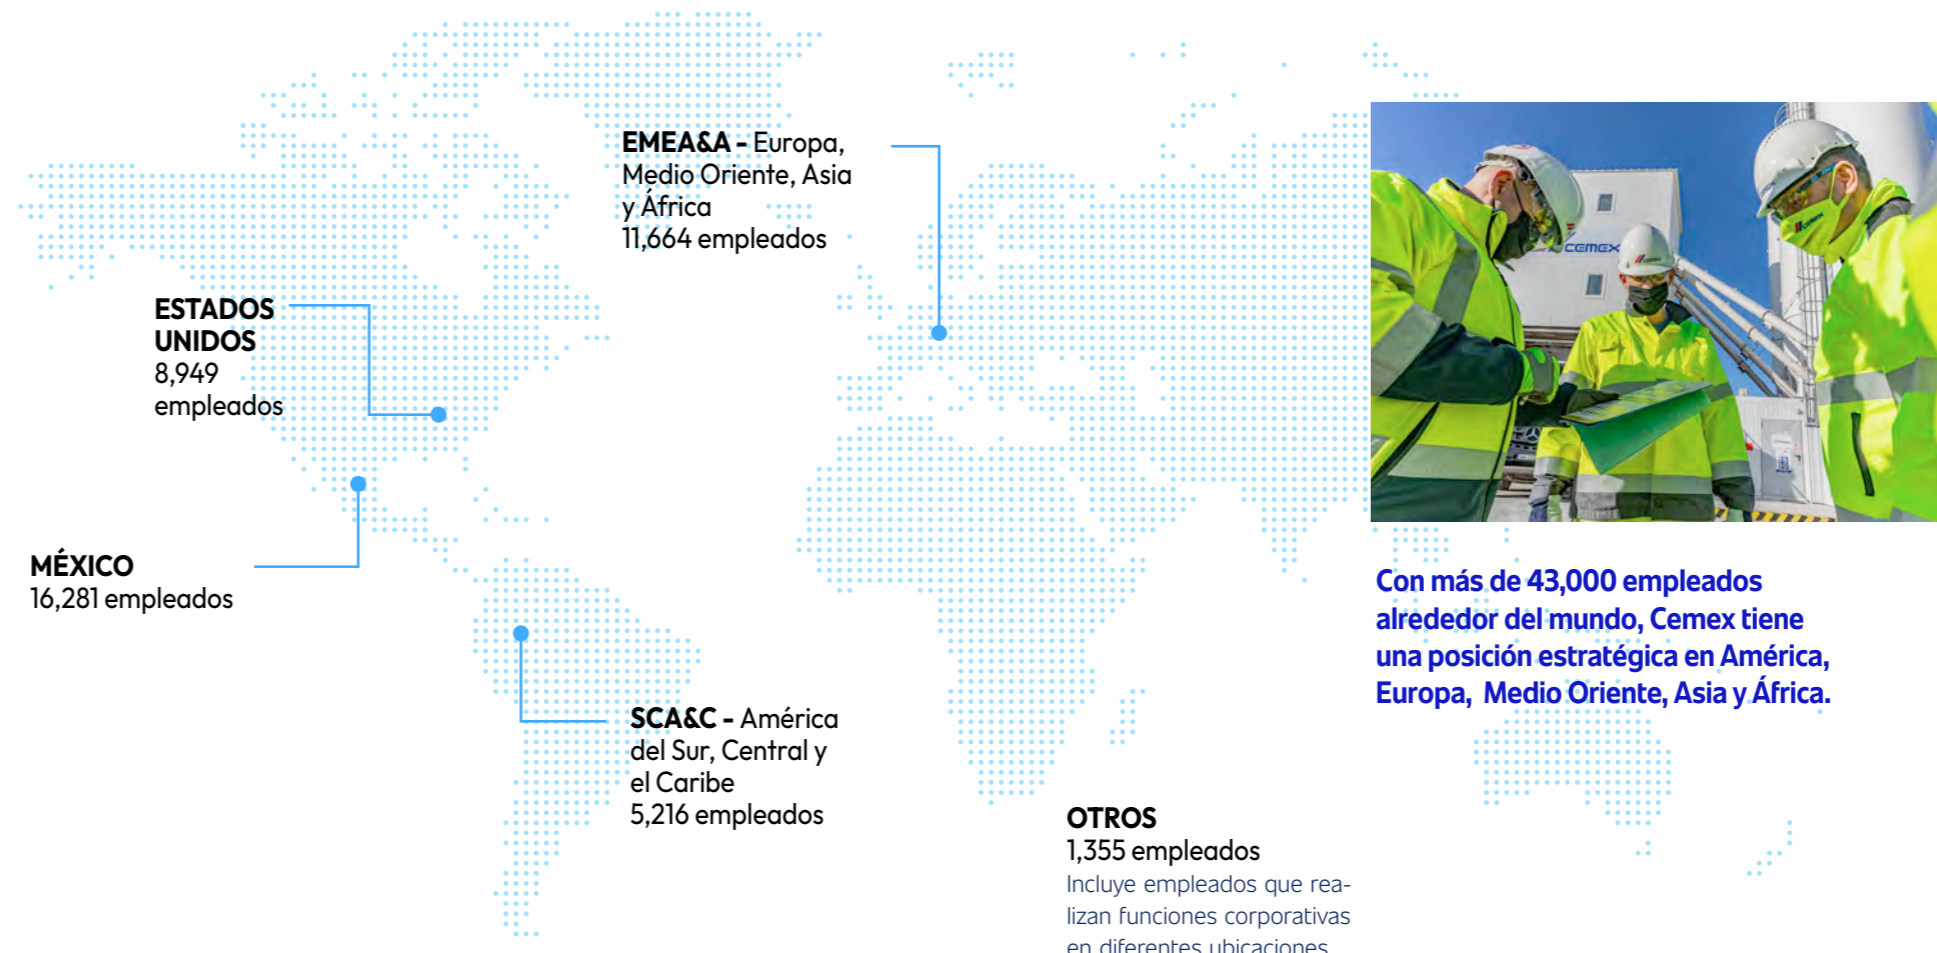 EMEA&A - Europa,
Medio Oriente, Asia
y África
11,664 empleados
ESTADOS
UNIDOS
8,949
empleados
MÉXICO
16,281 empleados
SCA&C - América
del Sur, Central y
el Caribe
5,216 empleados
OTROS
1,355 empleados
Incluye empleados que rea-
lizan funciones corporativas
en diferentes ubicaciones
CEMEX
Con más de 43,000 empleados
alrededor del mundo, Cemex tiene
una posición estratégica en América,
Europa, Medio Oriente, Asia y África.